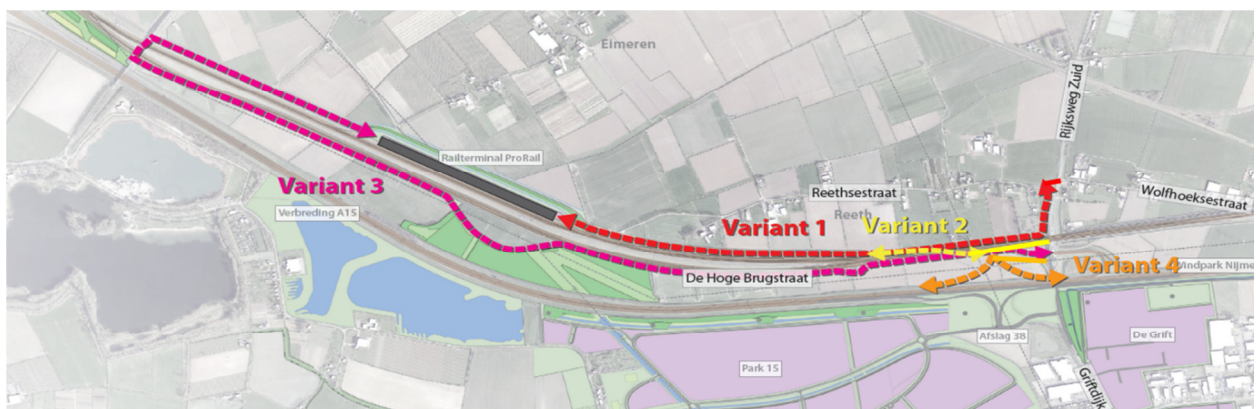 Eimeren
Rijksweg Zuid
Railterminal ProRail
Variant 3
Reethsestraat
Wolfhoeksestraat
Verbreding A15
Reeth
Variant 1
Variant 2
Variant 4
Windpark Nijme
De Hoge Brugstraat
Afslag 38
De Grift
Park 15
Griftdijk